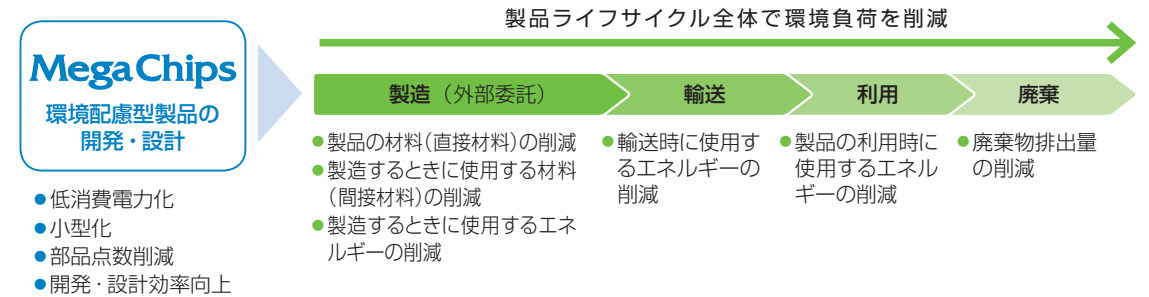 製品ライフサイクル全体で環境負荷を削減
MegaChips
環境配慮型製品の
開発・設計
●低消費電力化
●小型化
●部品点数削減
●開発・設計効率向上
製造（外部委託）
●製品の材料（直接材料）の削減
●製造するときに使用する材料
（間接材料）の削減
●製造するときに使用するエネ
ルギーの削減
輸送
●輸送時に使用す
るエネルギーの
削減
利用
●製品の利用時に
使用するエネル
ギーの削減
廃棄
●廃棄物排出量
の削減